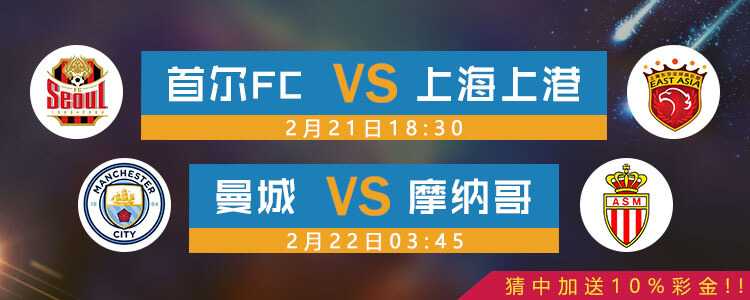 首尔FC VS 上海上港
FC
SEOUL
EAST ASIA
2月21日18:30
曼城 VS 摩纳哥
MANCHESTER
18 94
CITY
ASM
2月22日03:45
猜中加送10%彩金!!